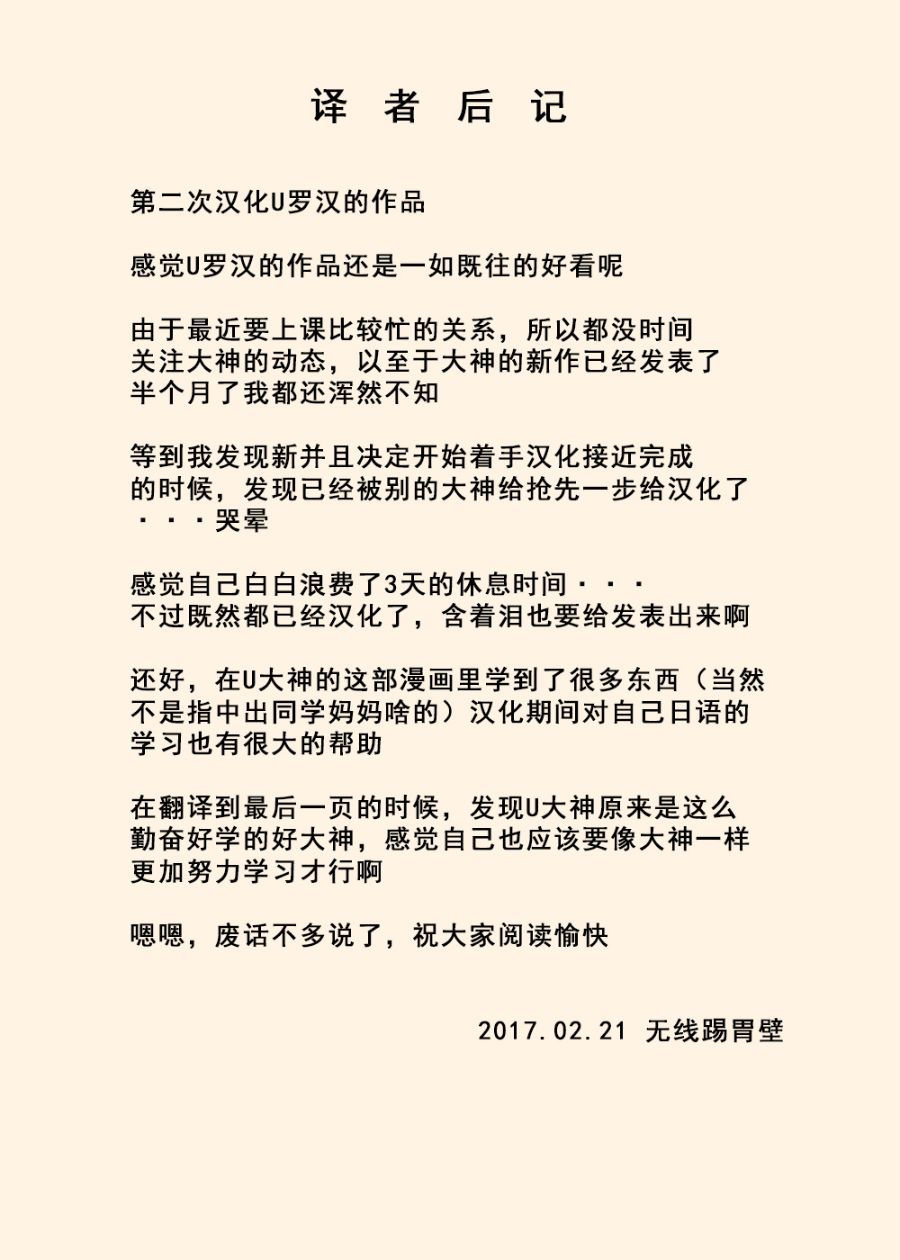 译者后记
第二次汉化U罗汉的作品
感觉U罗汉的作品还是一如既往的好看呢
由于最近要上课比较忙的关系，所以都没时间
关注大神的动态，以至于大神的新作已经发表了
半个月了我都还浑然不知
等到我发现新并且决定开始着手汉化接近完成
的时候，发现已经被别的大神给抢先一步给汉化了
···哭晕
感觉自己白白浪费了3天的休息时间···
不过既然都已经汉化了，含着泪也要给发表出来啊
还好，在U大神的这部漫画里学到了很多东西（当然
不是指中出同学妈妈啥的）汉化期间对自己日语的
学习也有很大的帮助
在翻译到最后一页的时候，发现U大神原来是这么
勤奋好学的好大神，感觉自己也应该要像大神一样
更加努力学习才行啊
嗯嗯，废话不多说了，祝大家阅读愉快
2017.02.21 无线踢胃壁